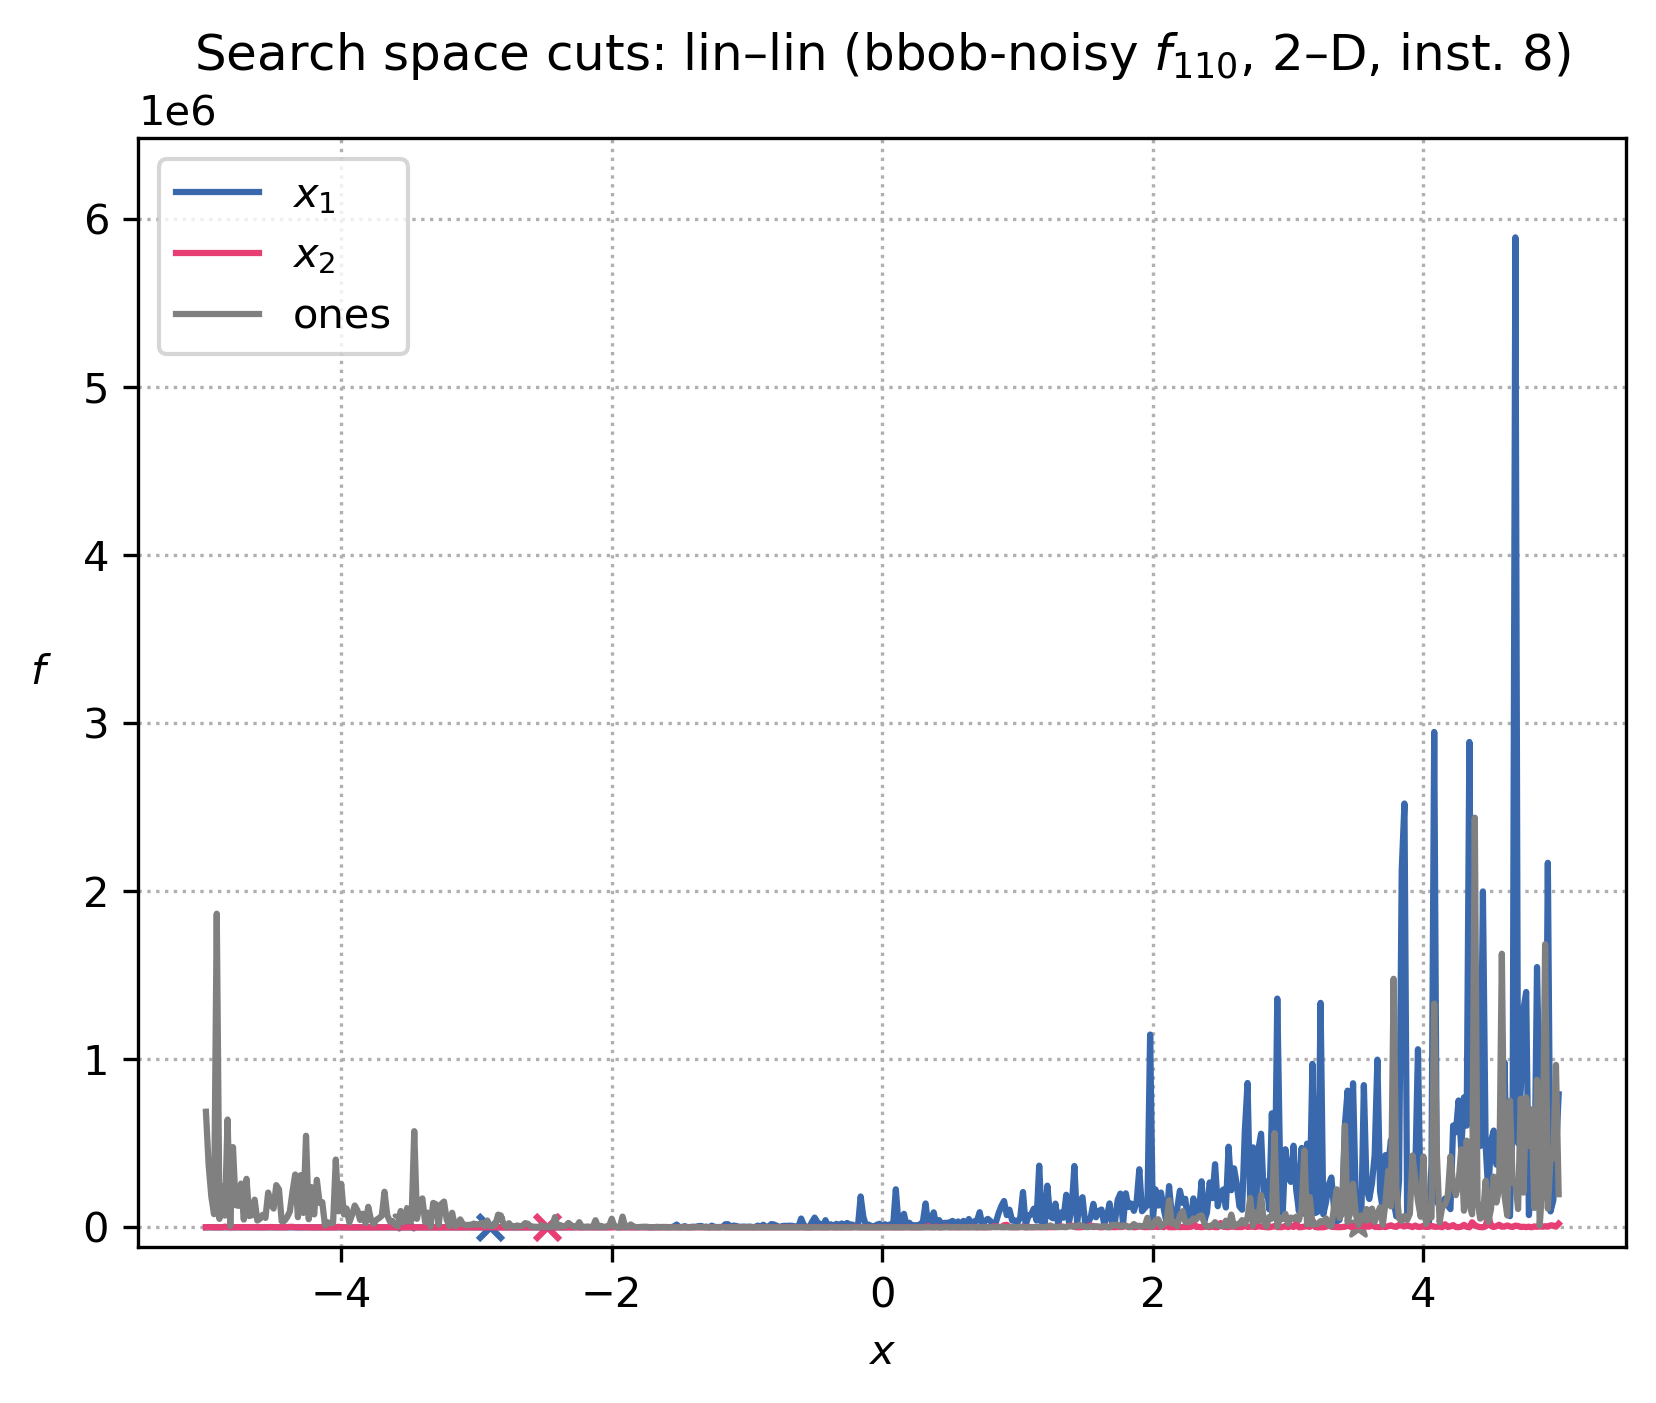 Search space cuts: lin–lin (bbob-noisy f₁₁₀, 2–D, inst. 8)
1e6
x₁
x₂
ones
6
5
4
3
2
1
0
f
−4 −2 0 2 4
x